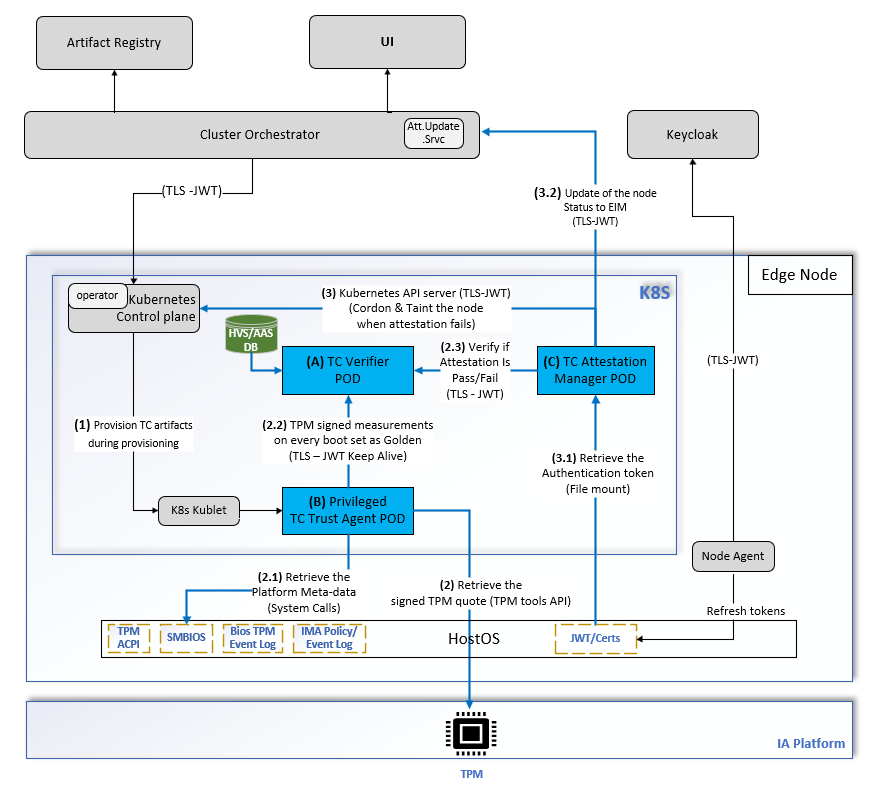 Artifact Registry
UI
Cluster Orchestrator
Att.Update
.Srvc
Keycloak
(TLS -JWT)
(3.2) Update of the node
Status to EIM
(TLS-JWT)
Edge Node
K8S
operator
Kubernetes
Control plane
(3) Kubernetes API server (TLS-JWT)
(Cordon & Taint the node
when attestation fails)
HVS/AAS
DB
(A) TC Verifier
POD
(2.3) Verify if
Attestation Is
Pass/Fail
(TLS - JWT)
(C) TC Attestation
Manager POD
(TLS-JWT)
(1) Provision TC artifacts
during provisioning
(2.2) TPM signed measurements
on every boot set as Golden
(TLS – JWT Keep Alive)
(3.1) Retrieve the
Authentication token
(File mount)
K8s Kublet
(B) Privileged
TC Trust Agent POD
Node Agent
(2.1) Retrieve the
Platform Meta-data
(System Calls)
(2) Retrieve the
signed TPM quote (TPM tools API)
Refresh tokens
TPM
ACPI
SMBIOS
Bios TPM
Event Log
IMA Policy/
Event Log
HostOS
JWT/Certs
IA Platform
TPM